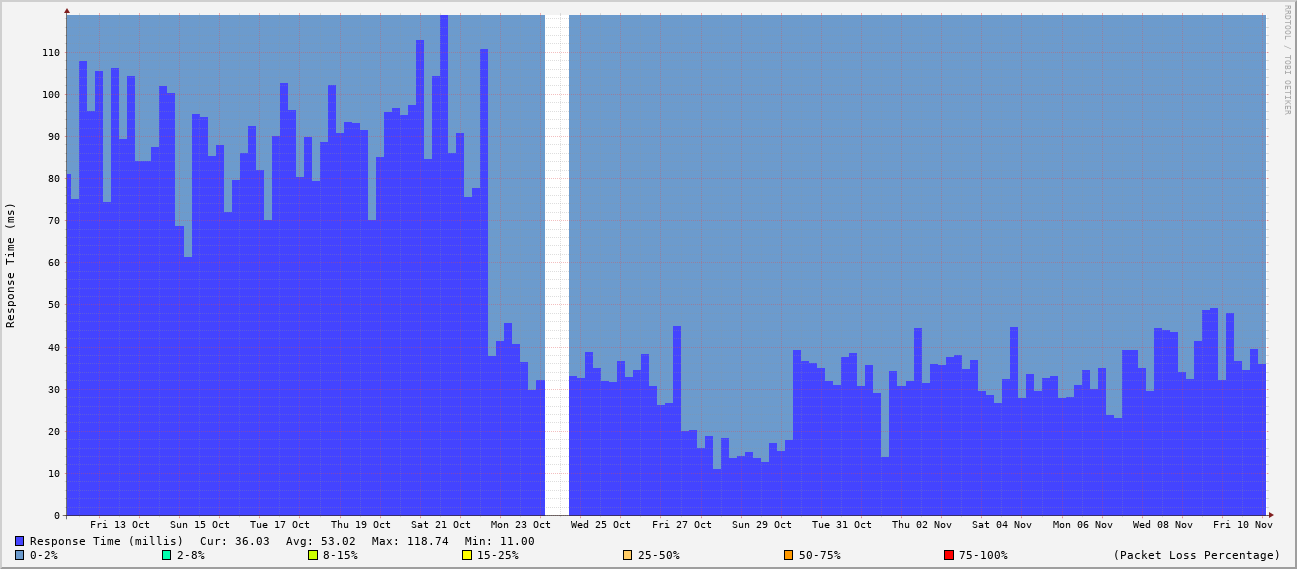 RRDTOOL / TOBI OETIKER
Response Time (ms)
110
100
90
80
70
60
50
40
30
20
10
0
Fri 13 Oct Sun 15 Oct Tue 17 Oct Thu 19 Oct Sat 21 Oct Mon 23 Oct Wed 25 Oct Fri 27 Oct Sun 29 Oct Tue 31 Oct Thu 02 Nov Sat 04 Nov Mon 06 Nov Wed 08 Nov Fri 10 Nov
Response Time (millis) Cur: 36.03 Avg: 53.02 Max: 118.74 Min: 11.00
0-2% 2-8% 8-15% 15-25% 25-50% 50-75% 75-100% (Packet Loss Percentage)